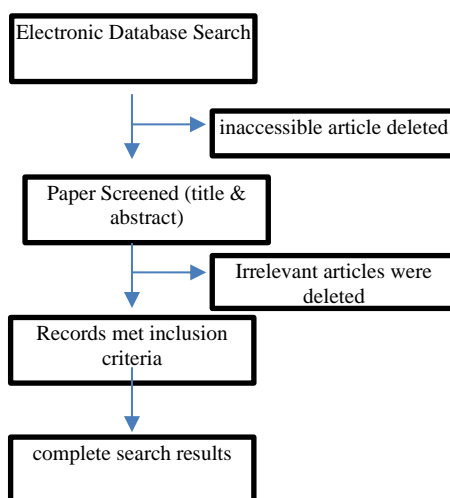 Electronic Database Search
inaccessible article deleted
Paper Screened (title &
abstract)
Irrelevant articles were
deleted
Records met inclusion
criteria
complete search results